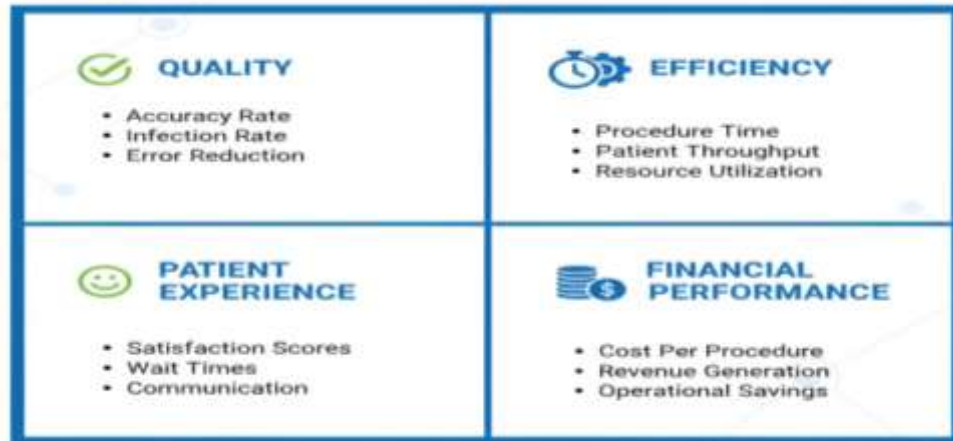 QUALITY
• Accuracy Rate
• Infection Rate
• Error Reduction
EFFICIENCY
• Procedure Time
• Patient Throughput
• Resource Utilization
PATIENT
EXPERIENCE
• Satisfaction Scores
• Wait Times
• Communication
FINANCIAL
PERFORMANCE
$
• Cost Per Procedure
• Revenue Generation
• Operational Savings